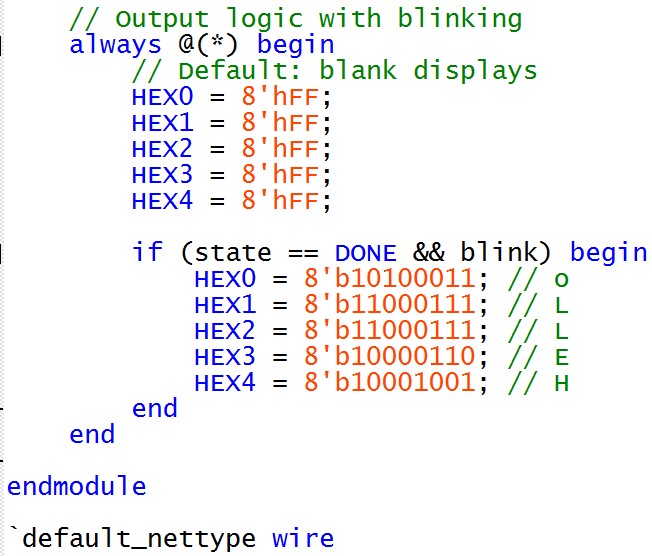 // Output logic with blinking
always @(*) begin
// Default: blank displays
HEX0 = 8'hFF;
HEX1 = 8'hFF;
HEX2 = 8'hFF;
HEX3 = 8'hFF;
HEX4 = 8'hFF;
if (state == DONE && blink) begin
HEX0 = 8'b10100011; // o
HEX1 = 8'b11000111; // L
HEX2 = 8'b11000111; // L
HEX3 = 8'b10000110; // E
HEX4 = 8'b10001001; // H
end
end
endmodule
`default_nettype wire